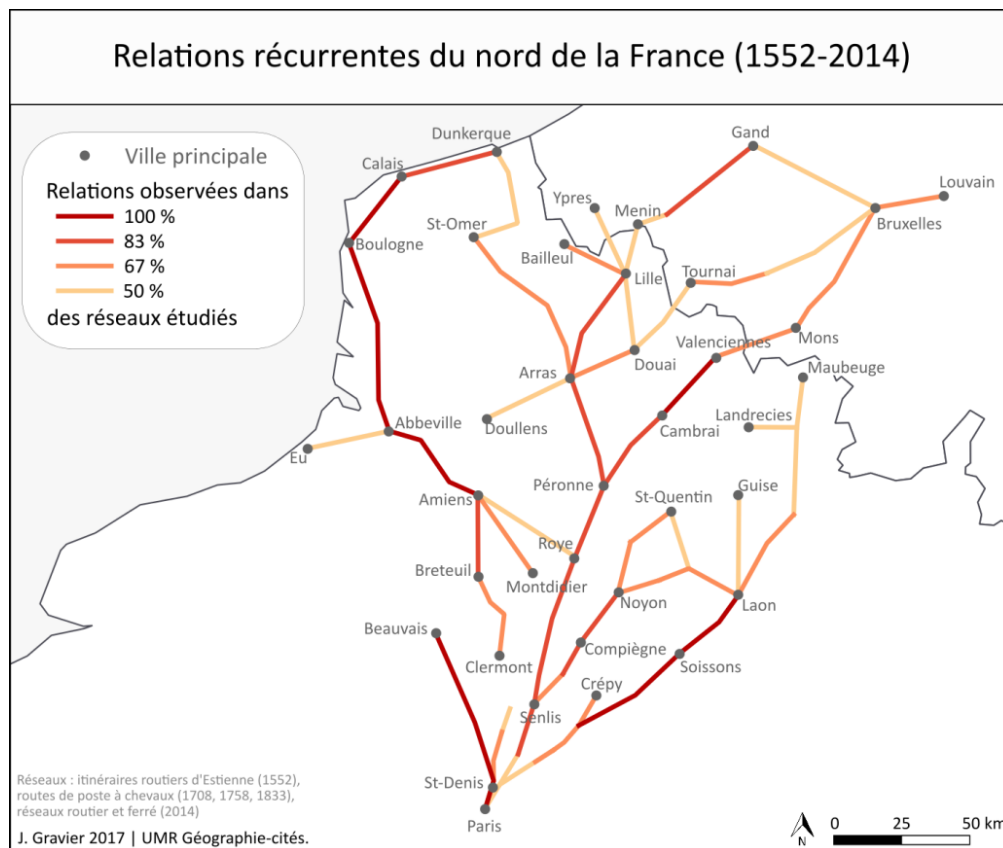 Relations récurrentes du nord de la France (1552-2014)
Ville principale
Relations observées dans
100 %
83 %
67 %
50 %
des réseaux étudiés
Dunkerque
Gand
Calais
Louvain
Ypres
Menin
St-Omer
Bruxelles
Boulogne
Bailleul
Lille
Tournai
Valenciennes
Mons
Douai
Maubeuge
Arras
Landrecies
Doullens
Cambrai
Abbeville
Eu
Péronne
St-Quentin
Guise
Amiens
Roye
Breteuil
Montdidier
Noyon
Laon
Beauvais
Compiègne
Clermont
Soissons
Crépy
Senlis
St-Denis
Paris
Réseaux : itinéraires routiers d'Estienne (1552),
routes de poste à chevaux (1708, 1758, 1833),
réseaux routier et ferré (2014)
J. Gravier 2017 | UMR Géographie-cités.
N
0 25 50 km